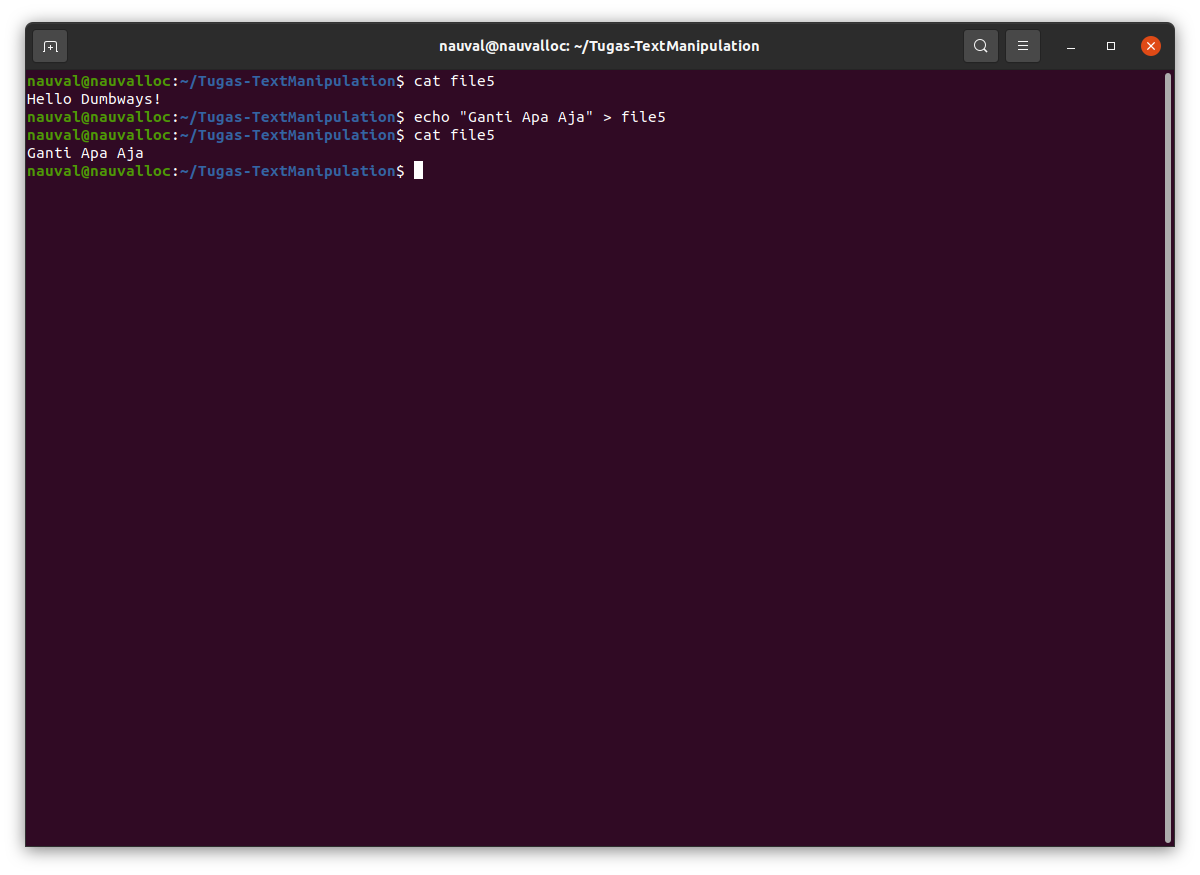 nauval@nauvalloc: ~/Tugas-TextManipulation
nauval@nauvalloc:~/Tugas-TextManipulation$ cat file5
Hello Dumbways!
nauval@nauvalloc:~/Tugas-TextManipulation$ echo "Ganti Apa Aja" > file5
nauval@nauvalloc:~/Tugas-TextManipulation$ cat file5
Ganti Apa Aja
nauval@nauvalloc:~/Tugas-TextManipulation$